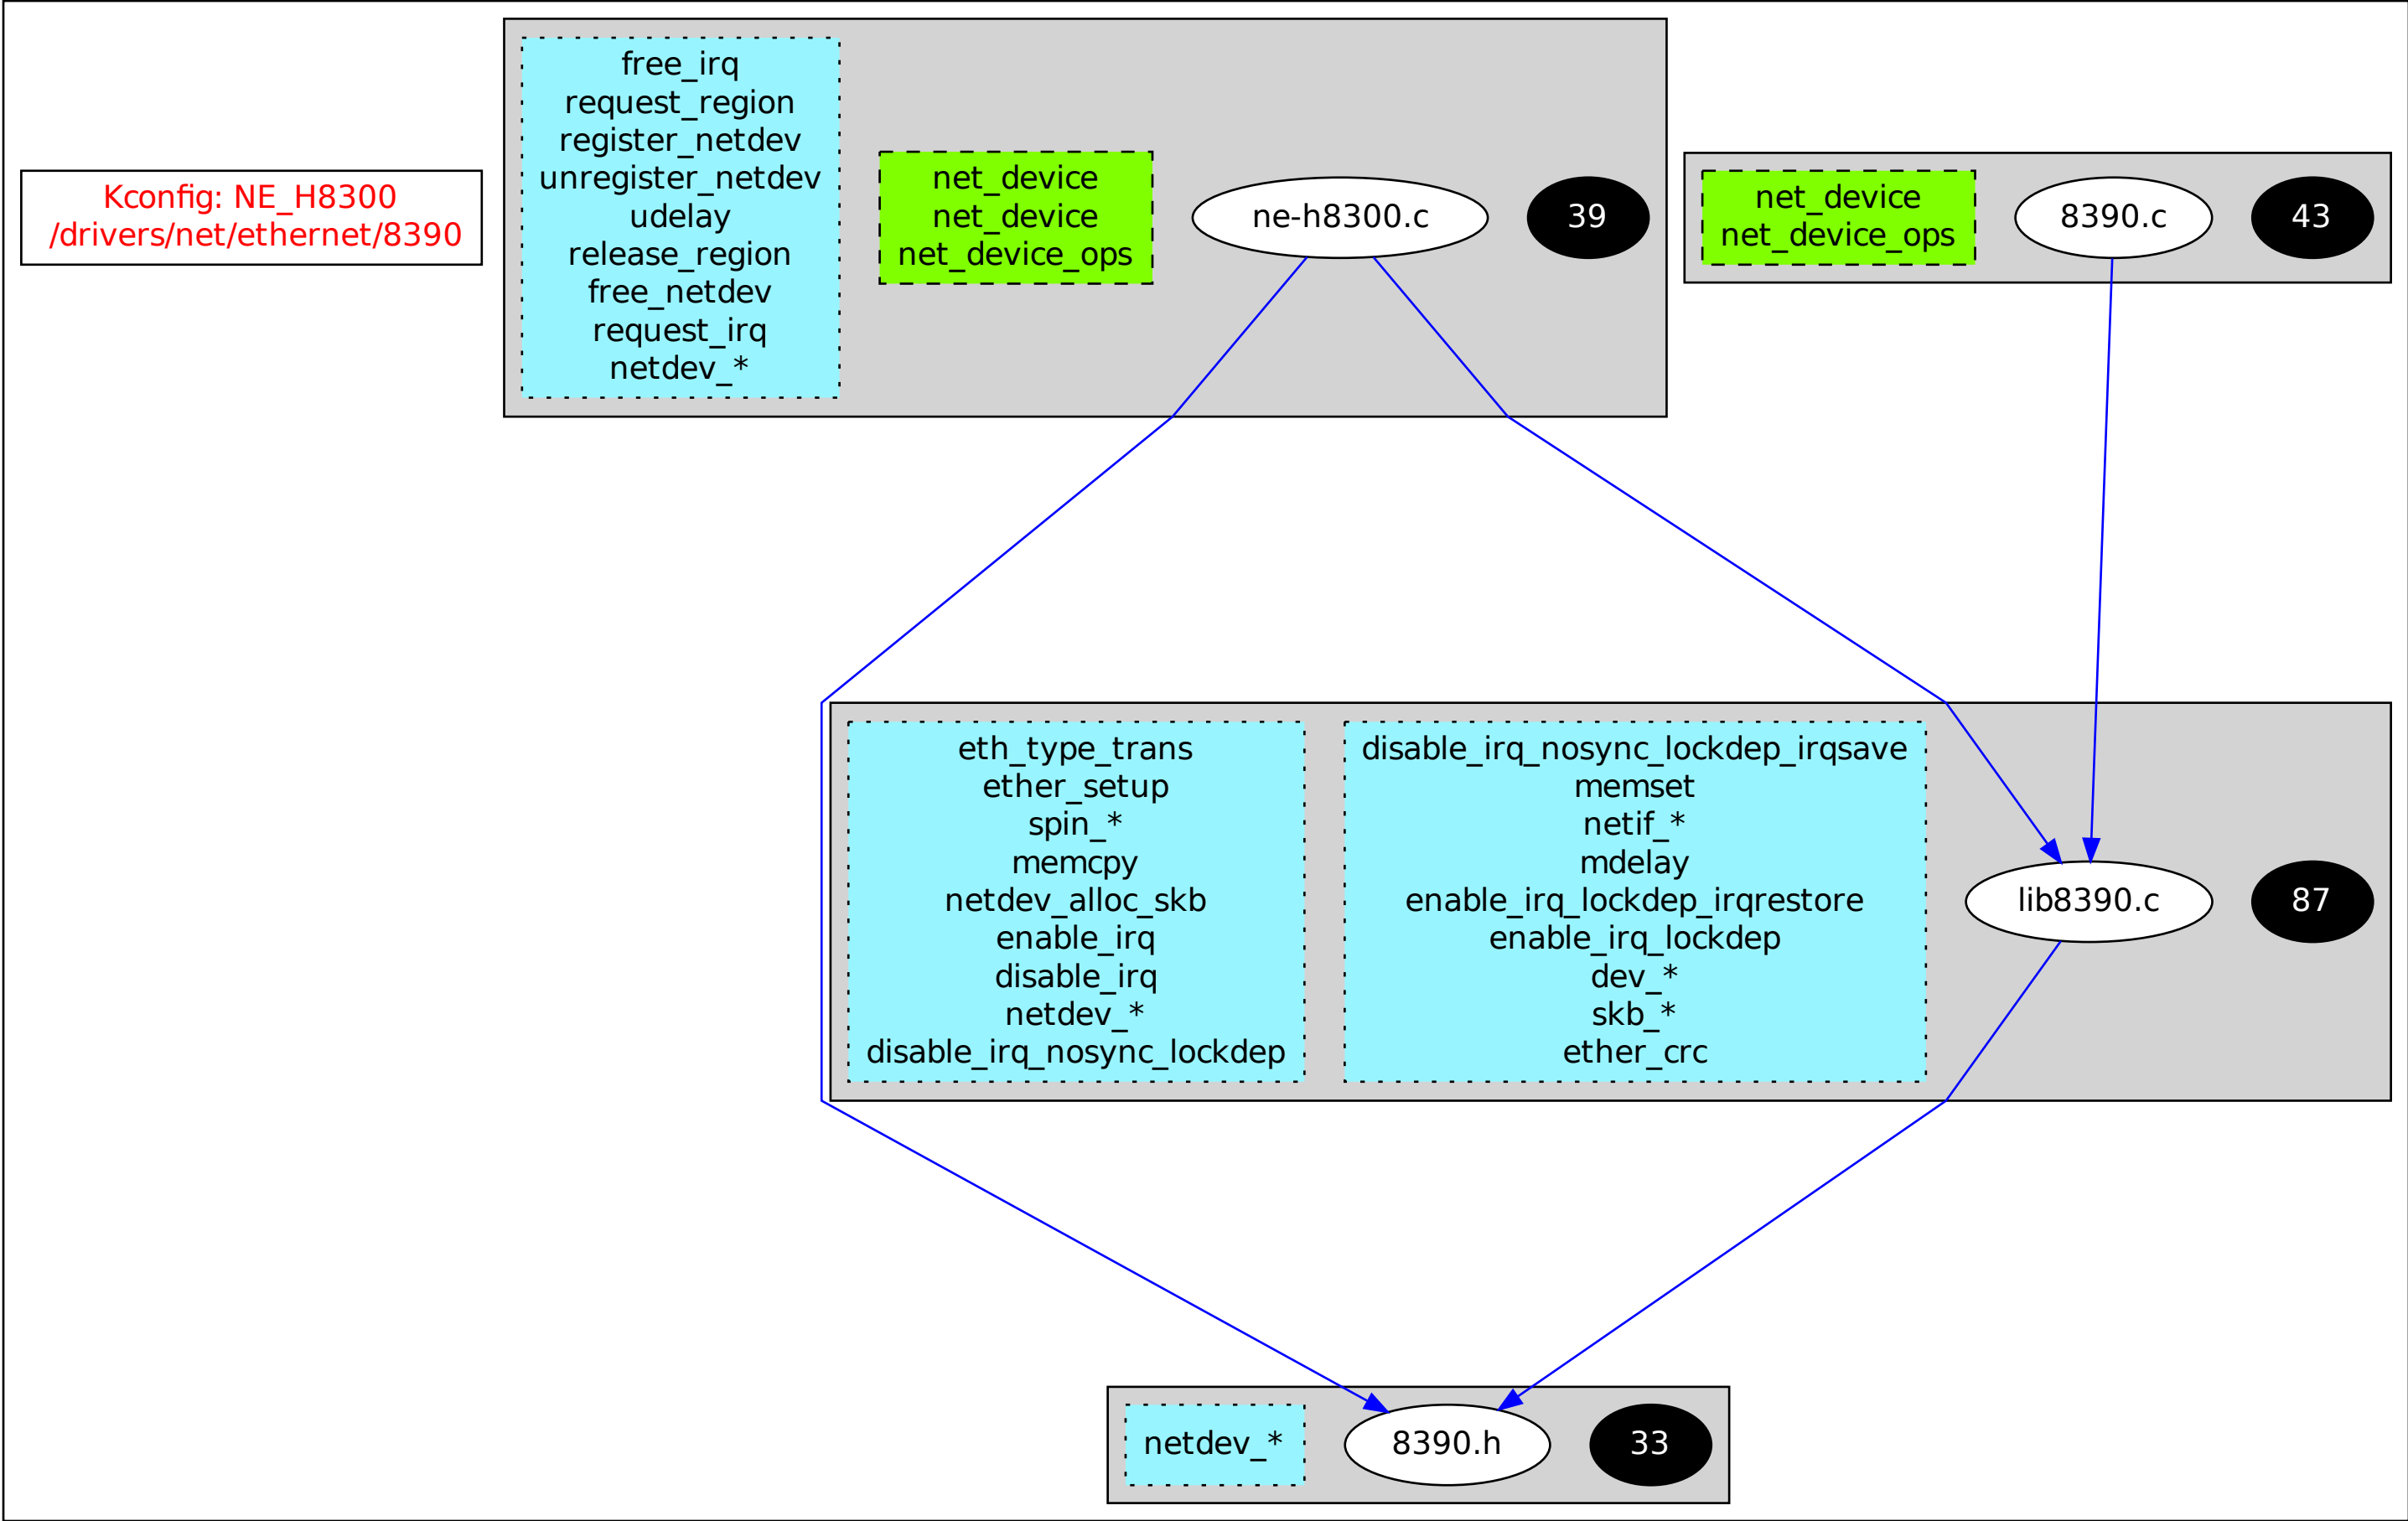 Kconfig: NE_H8300
/drivers/net/ethernet/8390
free_irq
request_region
register_netdev
unregister_netdev
udelay
release_region
free_netdev
request_irq
netdev_*
net_device
net_device
net_device_ops
ne-h8300.c
39
net_device
net_device_ops
8390.c
43
eth_type_trans
ether_setup
spin_*
memcpy
netdev_alloc_skb
enable_irq
disable_irq
netdev_*
disable_irq_nosync_lockdep
disable_irq_nosync_lockdep_irqsave
memset
netif_*
mdelay
enable_irq_lockdep_irqrestore
enable_irq_lockdep
dev_*
skb_*
ether_crc
lib8390.c
87
netdev_*
8390.h
33